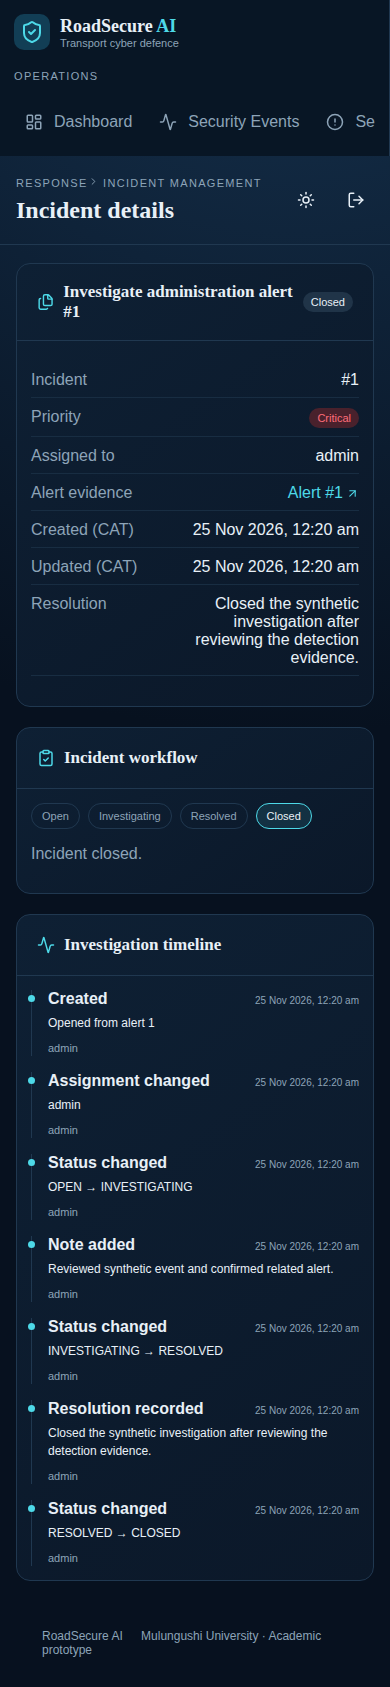 RoadSecure AI
Transport cyber defence
OPERATIONS
Dashboard Security Events Se
RESPONSE > INCIDENT MANAGEMENT
Incident details
Investigate administration alert
#1
Closed
Incident #1
Priority Critical
Assigned to admin
Alert evidence Alert #1
Created (CAT) 25 Nov 2026, 12:20 am
Updated (CAT) 25 Nov 2026, 12:20 am
Resolution Closed the synthetic
investigation after
reviewing the detection
evidence.
Incident workflow
Open Investigating Resolved Closed
Incident closed.
Investigation timeline
Created 25 Nov 2026, 12:20 am
Opened from alert 1
admin
Assignment changed 25 Nov 2026, 12:20 am
admin
admin
Status changed 25 Nov 2026, 12:20 am
OPEN → INVESTIGATING
admin
Note added 25 Nov 2026, 12:20 am
Reviewed synthetic event and confirmed related alert.
admin
Status changed 25 Nov 2026, 12:20 am
INVESTIGATING → RESOLVED
admin
Resolution recorded 25 Nov 2026, 12:20 am
Closed the synthetic investigation after reviewing the
detection evidence.
admin
Status changed 25 Nov 2026, 12:20 am
RESOLVED → CLOSED
admin
RoadSecure AI Mulungushi University · Academic
prototype